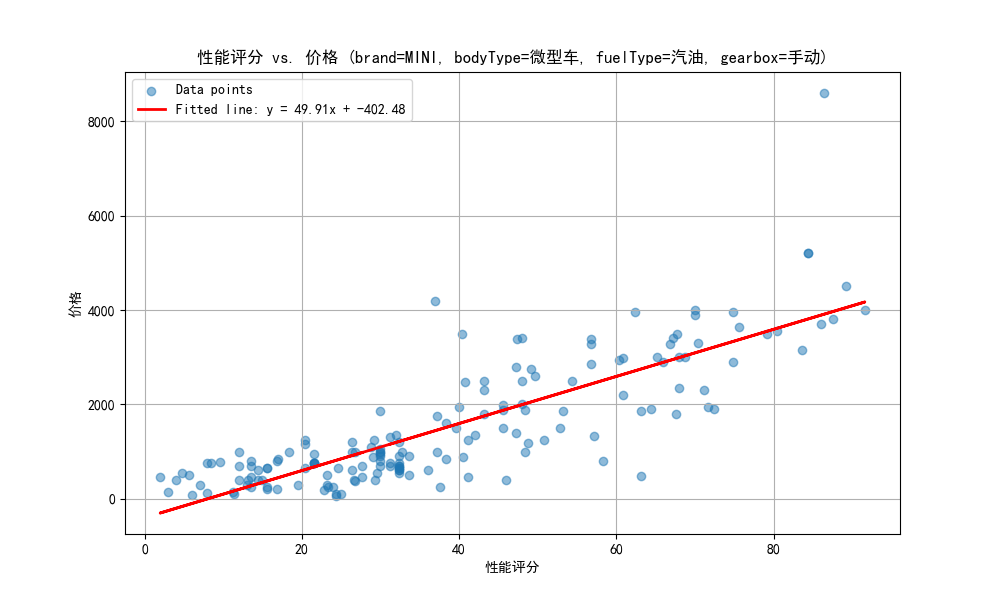 性能评分 vs. 价格 (brand=MINI, bodyType=微型车, fuelType=汽油, gearbox=手动)
Data points
Fitted line: y = 49.91x + -402.48
8000
6000
4000
2000
0
价格
0 20 40 60 80
性能评分